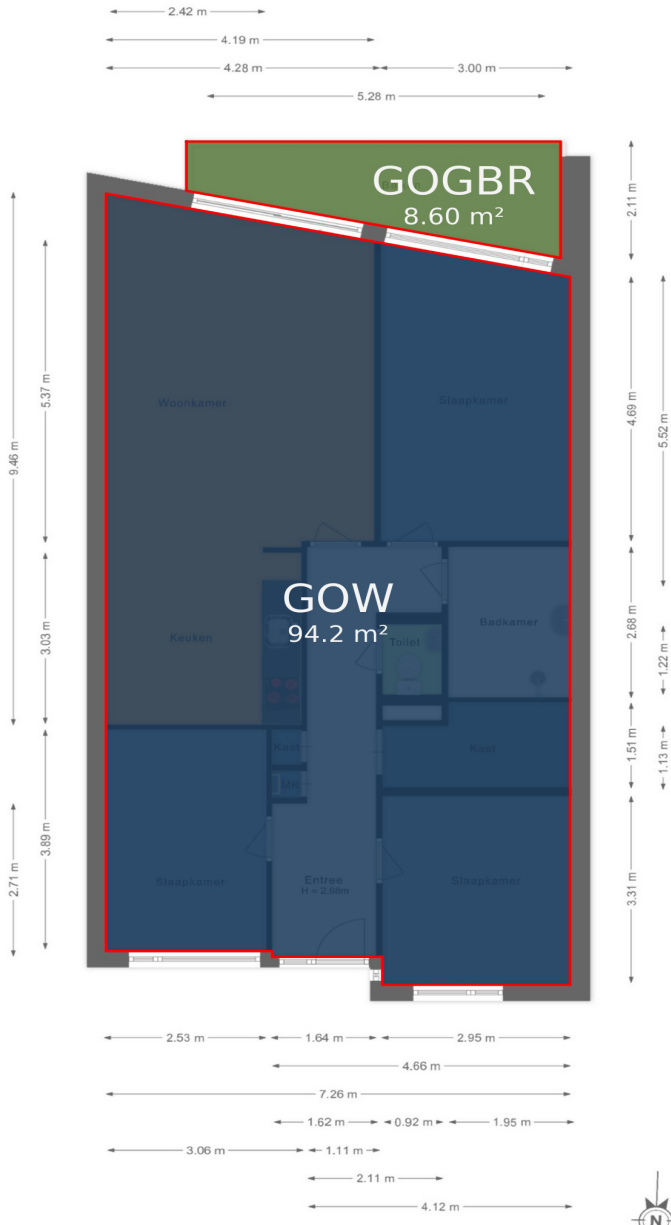 2.42 m
4.19 m
4.28 m
3.00 m
5.28 m
GOGBR
8.60 m²
2.11 m
9.46 m
5.37 m
Woonkamer
Slaapkamer
4.69 m
5.52 m
GOW
94.2 m²
3.03 m
Keuken
Toilet
Badkamer
2.68 m
1.22 m
Kast
MK
Kast
1.51 m
1.13 m
2.71 m
3.89 m
Slaapkamer
Entree
H = 2.68m
Slaapkamer
3.31 m
2.53 m
1.64 m
2.95 m
4.66 m
7.26 m
1.62 m
0.92 m
1.95 m
3.06 m
1.11 m
2.11 m
4.12 m
N